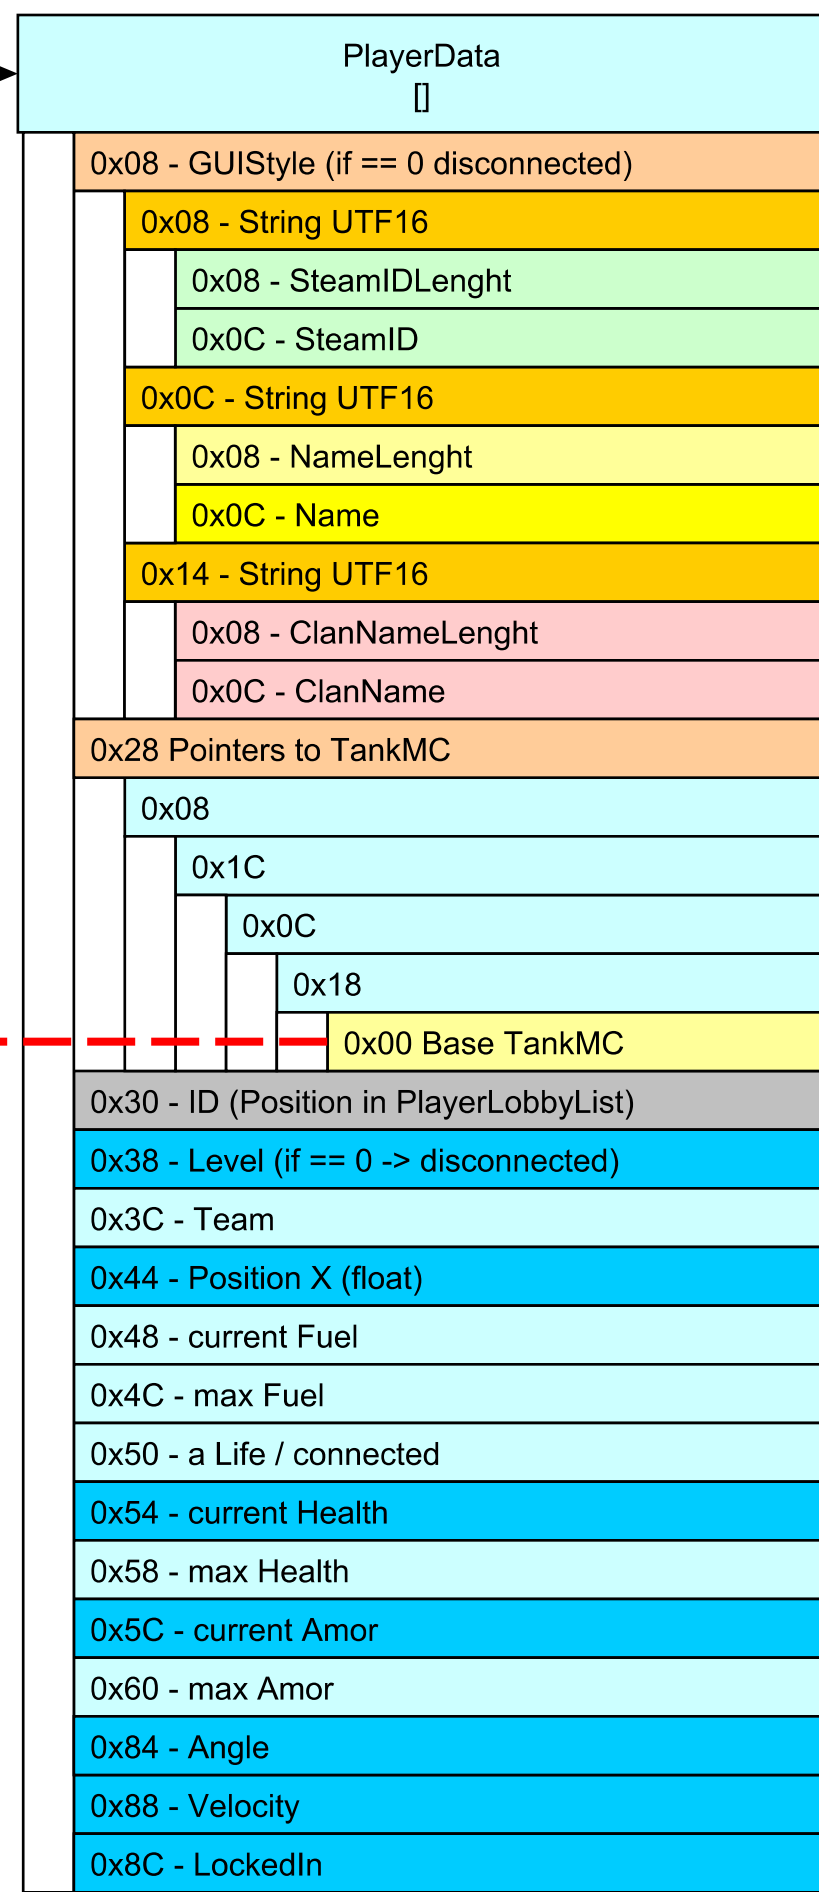 PlayerData
[]
0x08 - GUIStyle (if == 0 disconnected)
0x08 - String UTF16
0x08 - SteamIDLenght
0x0C - SteamID
0x0C - String UTF16
0x08 - NameLenght
0x0C - Name
0x14 - String UTF16
0x08 - ClanNameLenght
0x0C - ClanName
0x28 Pointers to TankMC
0x08
0x1C
0x0C
0x18
0x00 Base TankMC
0x30 - ID (Position in PlayerLobbyList)
0x38 - Level (if == 0 -> disconnected)
0x3C - Team
0x44 - Position X (float)
0x48 - current Fuel
0x4C - max Fuel
0x50 - a Life / connected
0x54 - current Health
0x58 - max Health
0x5C - current Amor
0x60 - max Amor
0x84 - Angle
0x88 - Velocity
0x8C - LockedIn